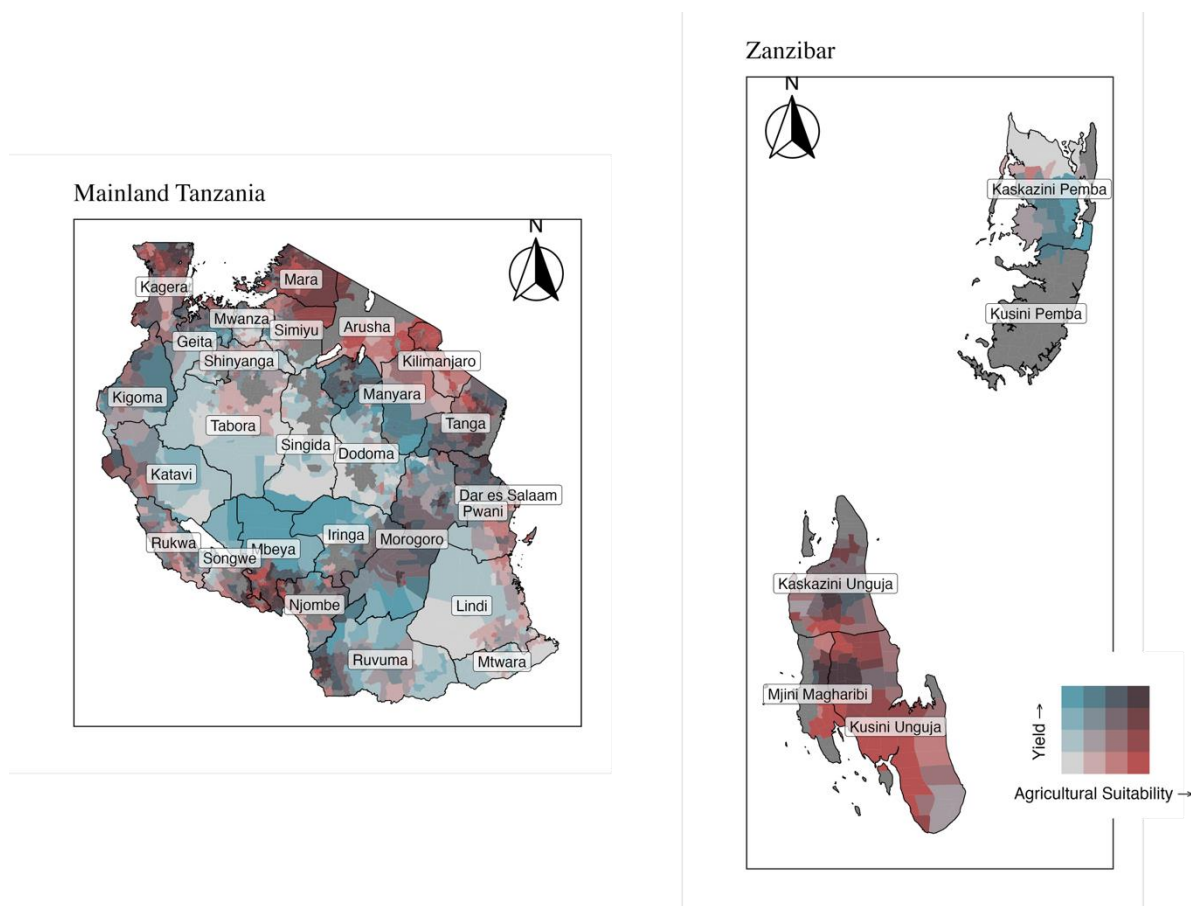 Mainland Tanzania
N
Kagera
Mara
Mwanza
Simiyu
Arusha
Geita
Shinyanga
Kilimanjaro
Kigoma
Manyara
Tabora
Tanga
Singida
Dodoma
Katavi
Dar es Salaam
Pwani
Rukwa
Songwe
Mbeya
Iringa
Morogoro
Njombe
Lindi
Ruvuma
Mtwara
Zanzibar
N
Kaskazini Pemba
Kusini Pemba
Kaskazini Unguja
Mjini Magharibi
Kusini Unguja
Yield →
Agricultural Suitability →